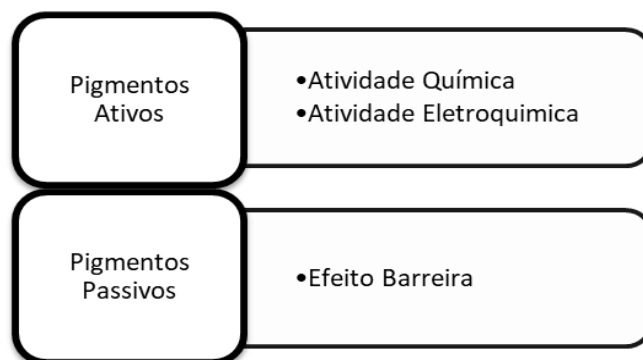 Pigmentos
Ativos
•Atividade Química
•Atividade Eletroquimica
Pigmentos
Passivos
•Efeito Barreira